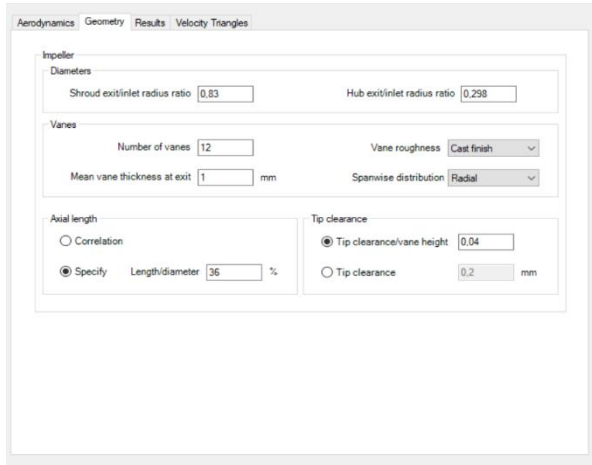 Aerodynamics Geometry Results Velocity Triangles
Impeller
Diameters
Shroud exit/inlet radius ratio 0,83 Hub exit/inlet radius ratio 0,298
Vanes
Number of vanes 12 Vane roughness Cast finish
Mean vane thickness at exit 1 mm Spanwise distribution Radial
Axial length Tip clearance
Correlation Tip clearance/vane height 0,04
Specify Length/diameter 36 % Tip clearance 0,2 mm